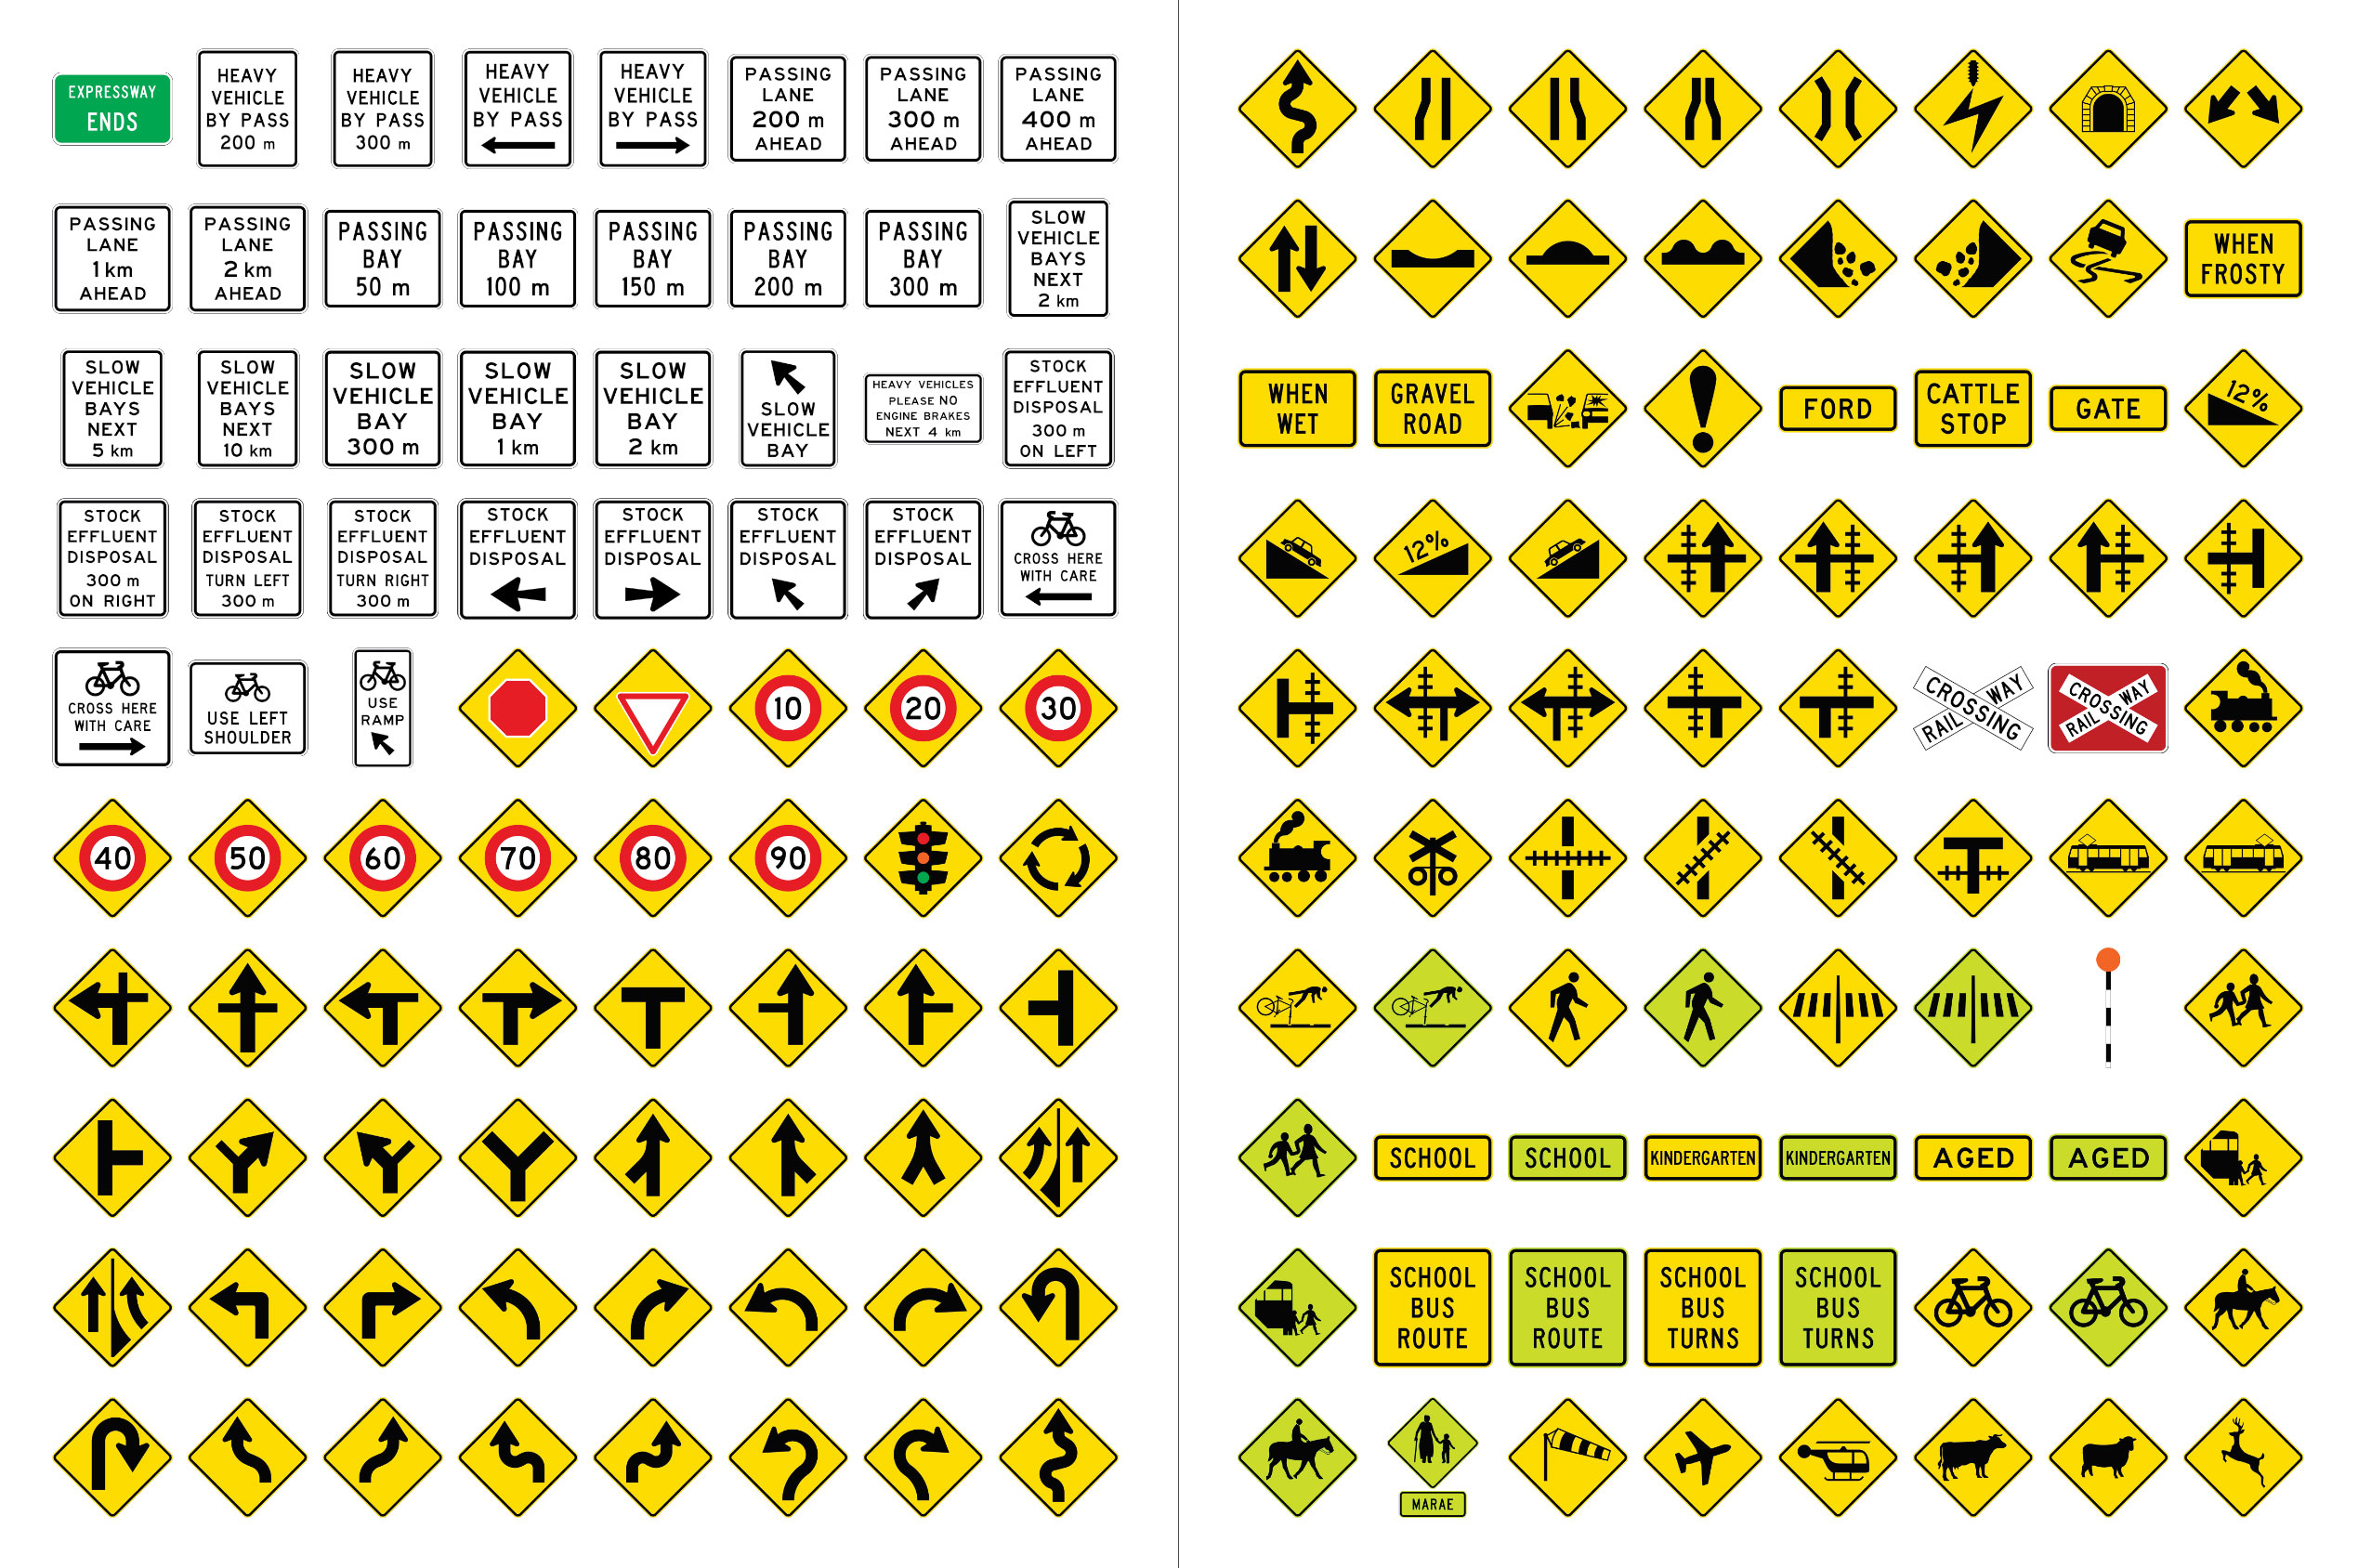 EXPRESSWAY
ENDS
HEAVY
VEHICLE
BY PASS
200 m
HEAVY
VEHICLE
BY PASS
300 m
HEAVY
VEHICLE
BY PASS
HEAVY
VEHICLE
BY PASS
PASSING
LANE
200 m
AHEAD
PASSING
LANE
300 m
AHEAD
PASSING
LANE
400 m
AHEAD
PASSING
LANE
1 km
AHEAD
PASSING
LANE
2 km
AHEAD
PASSING
BAY
50 m
PASSING
BAY
100 m
PASSING
BAY
150 m
PASSING
BAY
200 m
PASSING
BAY
300 m
SLOW
VEHICLE
BAYS
NEXT
2 km
SLOW
VEHICLE
BAYS
NEXT
5 km
SLOW
VEHICLE
BAYS
NEXT
10 km
SLOW
VEHICLE
BAY
300 m
SLOW
VEHICLE
BAY
1 km
SLOW
VEHICLE
BAY
2 km
SLOW
VEHICLE
BAY
HEAVY VEHICLES
PLEASE NO
ENGINE BRAKES
NEXT 4 km
STOCK
EFFLUENT
DISPOSAL
300 m
ON LEFT
STOCK
EFFLUENT
DISPOSAL
300 m
ON RIGHT
STOCK
EFFLUENT
DISPOSAL
TURN LEFT
300 m
STOCK
EFFLUENT
DISPOSAL
TURN RIGHT
300 m
STOCK
EFFLUENT
DISPOSAL
STOCK
EFFLUENT
DISPOSAL
STOCK
EFFLUENT
DISPOSAL
STOCK
EFFLUENT
DISPOSAL
CROSS HERE
WITH CARE
CROSS HERE
WITH CARE
USE LEFT
SHOULDER
USE
RAMP
10
20
30
40
50
60
70
80
90
WHEN
FROSTY
WHEN
WET
GRAVEL
ROAD
FORD
CATTLE
STOP
GATE
12%
12%
RAIL WAY
CROSSING
RAIL WAY
CROSSING
SCHOOL
SCHOOL
KINDERGARTEN
KINDERGARTEN
AGED
AGED
SCHOOL
BUS
ROUTE
SCHOOL
BUS
ROUTE
SCHOOL
BUS
TURNS
SCHOOL
BUS
TURNS
MARAE